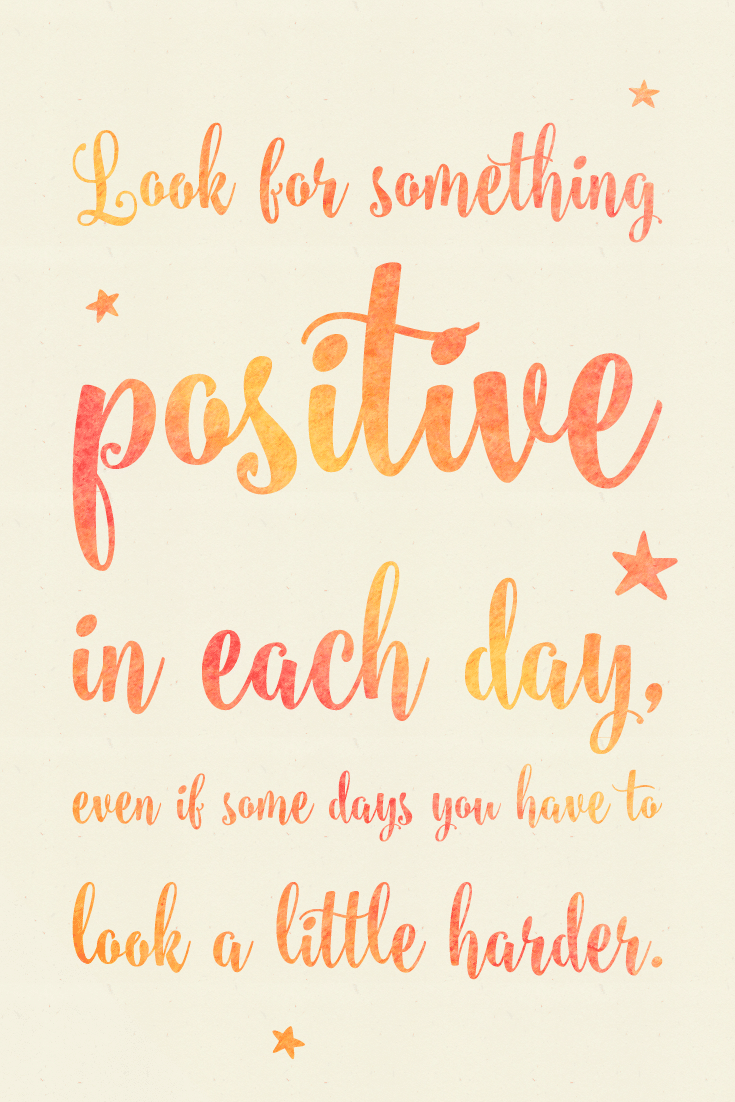 Look for something
positive
in each day,
even if some days you have to
look a little harder.